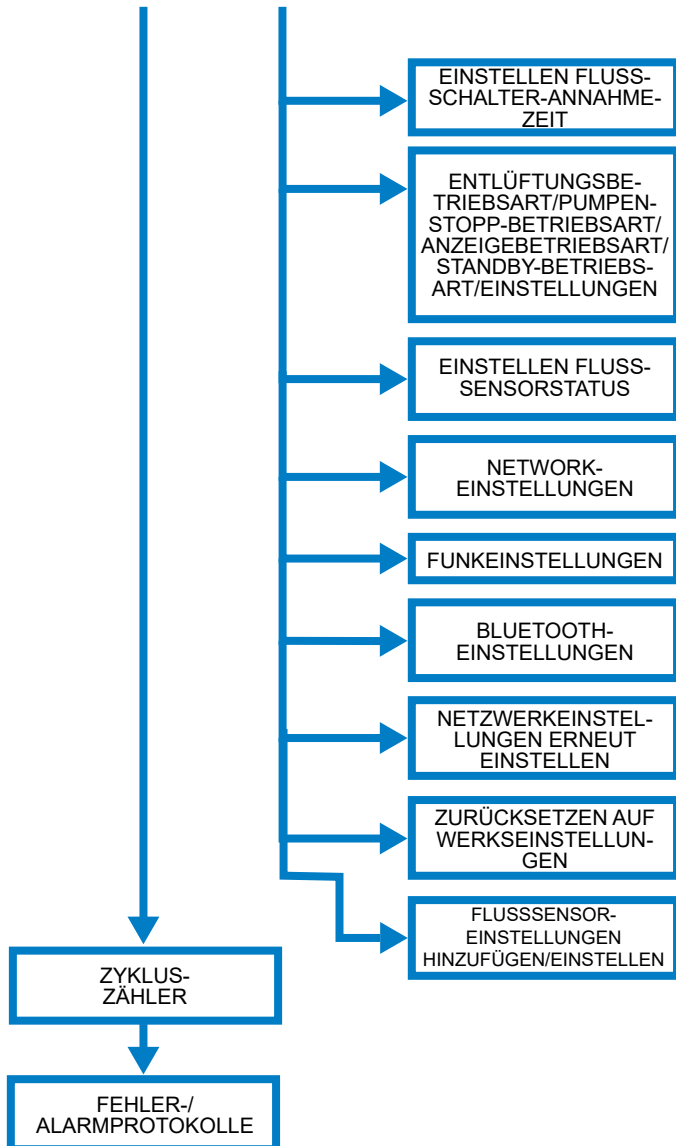 EINSTELLEN FLUSS-
SCHALTER-ANNAHME-
ZEIT
ENTLÜFTUNGSBE-
TRIEBSART/PUMPEN-
STOPP-BETRIEBSART/
ANZEIGEBETRIEBSART/
STANDBY-BETRIEBS-
ART/EINSTELLUNGEN
EINSTELLEN FLUSS-
SENSORSTATUS
NETWORK-
EINSTELLUNGEN
FUNKEINSTELLUNGEN
BLUETOOTH-
EINSTELLUNGEN
NETZWERKEINSTEL-
LUNGEN ERNEUT
EINSTELLEN
ZURÜCKSETZEN AUF
WERKSEINSTELLUN-
GEN
FLUSSSENSOR-
EINSTELLUNGEN
HINZUFÜGEN/EINSTELLEN
ZYKLUS-
ZÄHLER
FEHLER-/
ALARMPROTOKOLLE